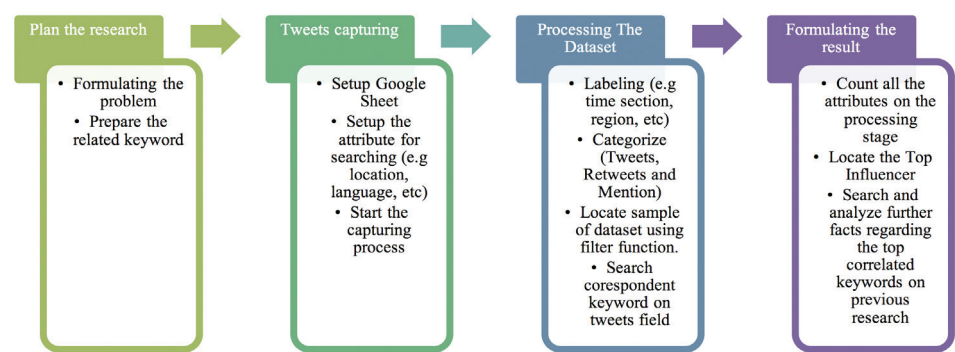 Plan the research
• Formulating the
problem
• Prepare the
related keyword
Tweets capturing
• Setup Google
Sheet
• Setup the
attribute for
searching (e.g
location,
language, etc)
• Start the
capturing
process
Processing The
Dataset
• Labeling (e.g
time section,
region, etc)
• Categorize
(Tweets,
Retweets and
Mention)
• Locate sample
of dataset using
filter function.
• Search
corespondent
keyword on
tweets field
Formulating the
result
• Count all the
attributes on the
processing
stage
• Locate the Top
Influencer
• Search and
analyze further
facts regarding
the top
correlated
keywords on
previous
research